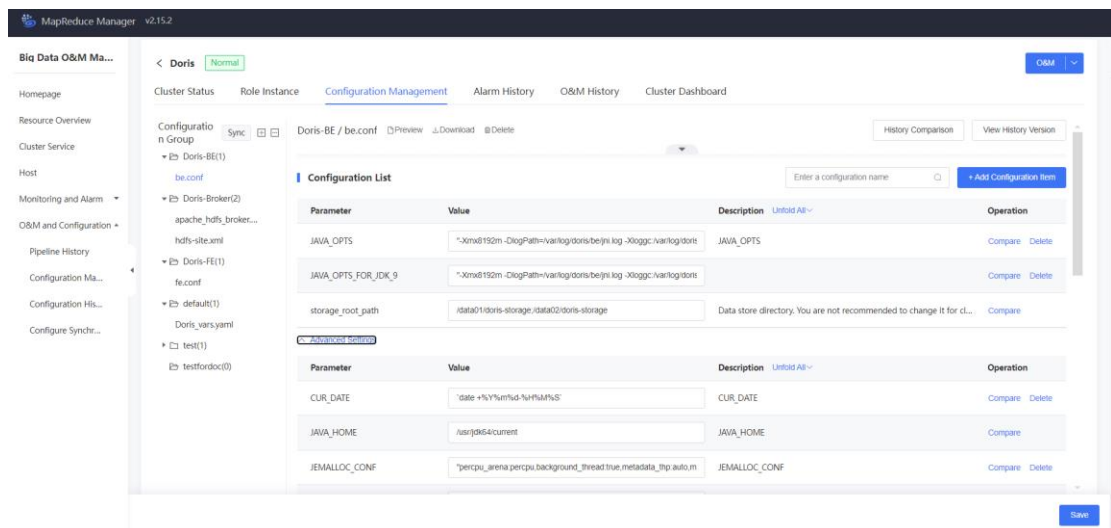 MapReduce Manager v2.15.2
Big Data O&M Ma...
Homepage
Resource Overview
Cluster Service
Host
Monitoring and Alarm
O&M and Configuration
Pipeline History
Configuration Ma...
Configuration His...
Configure Synchr...
< Doris Normal
O&M
Cluster Status Role Instance Configuration Management Alarm History O&M History Cluster Dashboard
Configuratio
n Group
Sync
Doris-BE(1)
be.conf
Doris-Broker(2)
apache_hdfs_broker....
hdfs-site.xml
Doris-FE(1)
fe.conf
default(1)
Doris_vars.yaml
test(1)
testfordoc(0)
Doris-BE / be.conf Preview Download Delete
History Comparison View History Version
Configuration List
Enter a configuration name
+ Add Configuration Item
Parameter Value Description Unfold All Operation
JAVA_OPTS "-Xmx8192m -DlogPath=/var/log/doris/be/jni.log -Xloggc:/var/log/doris JAVA_OPTS Compare Delete
JAVA_OPTS_FOR_JDK_9 "-Xmx8192m -DlogPath=/var/log/doris/be/jni.log -Xloggc:/var/log/doris Compare Delete
storage_root_path /data01/doris-storage;/data02/doris-storage Data store directory. You are not recommended to change it for cl... Compare
Advanced Settings
Parameter Value Description Unfold All Operation
CUR_DATE `date +%Y%m%d-%H%M%S` CUR_DATE Compare Delete
JAVA_HOME /usr/jdk64/current JAVA_HOME Compare
JEMALLOC_CONF "percpu_arena:percpu,background_thread:true,metadata_thp:auto,m JEMALLOC_CONF Compare Delete
Save